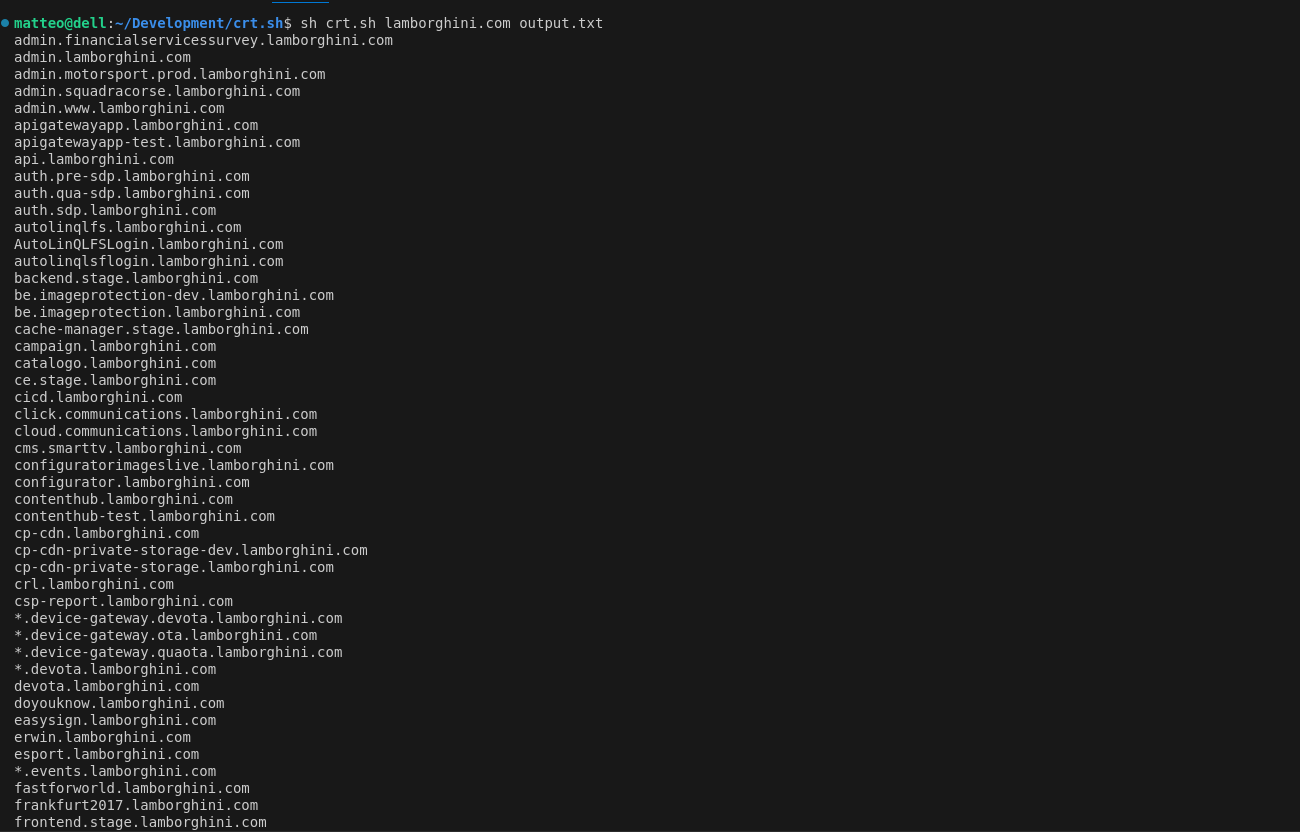 matteo@dell:~/Development/crt.sh$ sh crt.sh lamborghini.com output.txt
admin.financialservicessurvey.lamborghini.com
admin.lamborghini.com
admin.motorsport.prod.lamborghini.com
admin.squadracorse.lamborghini.com
admin.www.lamborghini.com
apigatewayapp.lamborghini.com
apigatewayapp-test.lamborghini.com
api.lamborghini.com
auth.pre-sdp.lamborghini.com
auth.qua-sdp.lamborghini.com
auth.sdp.lamborghini.com
autolinqlfs.lamborghini.com
AutoLinQLFSLogin.lamborghini.com
autolinqlsflogin.lamborghini.com
backend.stage.lamborghini.com
be.imageprotection-dev.lamborghini.com
be.imageprotection.lamborghini.com
cache-manager.stage.lamborghini.com
campaign.lamborghini.com
catalogo.lamborghini.com
ce.stage.lamborghini.com
cicd.lamborghini.com
click.communications.lamborghini.com
cloud.communications.lamborghini.com
cms.smarttv.lamborghini.com
configuratorimageslive.lamborghini.com
configurator.lamborghini.com
contenthub.lamborghini.com
contenthub-test.lamborghini.com
cp-cdn.lamborghini.com
cp-cdn-private-storage-dev.lamborghini.com
cp-cdn-private-storage.lamborghini.com
crl.lamborghini.com
csp-report.lamborghini.com
*.device-gateway.devota.lamborghini.com
*.device-gateway.ota.lamborghini.com
*.device-gateway.quaota.lamborghini.com
*.devota.lamborghini.com
devota.lamborghini.com
doyouknow.lamborghini.com
easysign.lamborghini.com
erwin.lamborghini.com
esport.lamborghini.com
*.events.lamborghini.com
fastforworld.lamborghini.com
frankfurt2017.lamborghini.com
frontend.stage.lamborghini.com